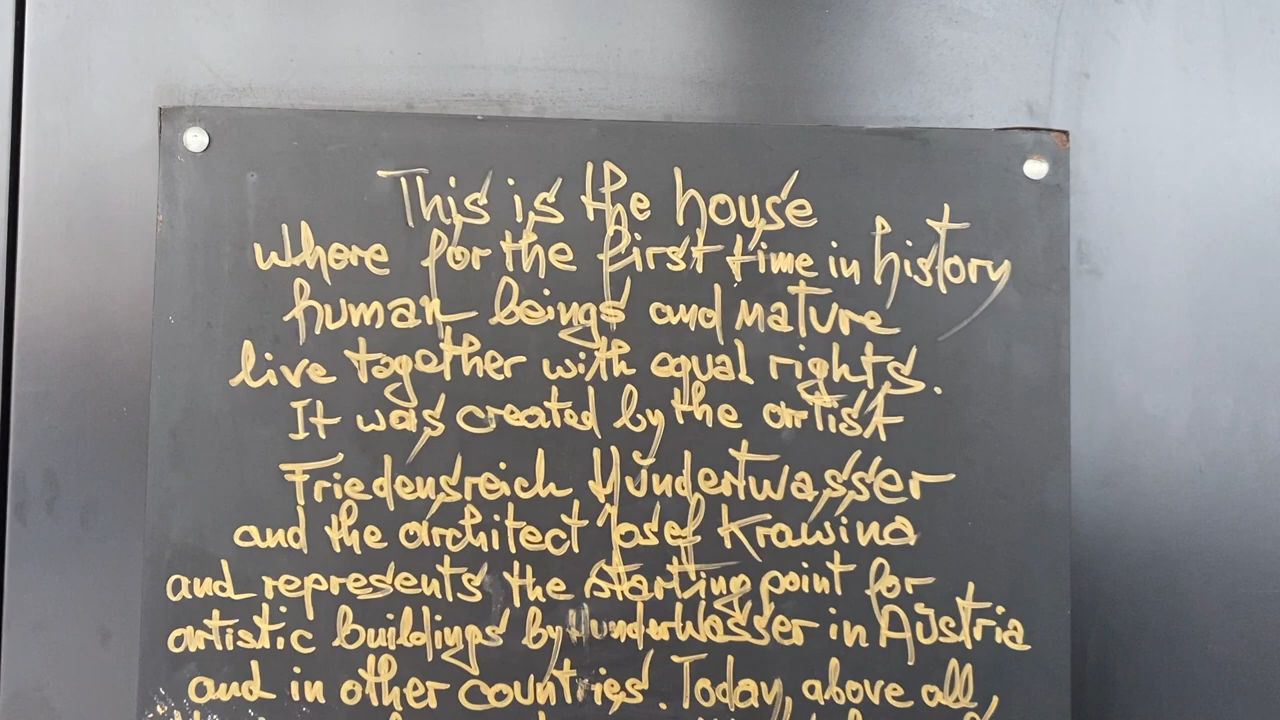 This is the house
where for the first time in history
human beings and nature
live together with equal rights.
It was created by the artist
Friedensreich Hundertwasser
and the architect Josef Krawina
and represents the starting point for
artistic buildings by Hundertwasser in Austria
and in other countries. Today, above all,